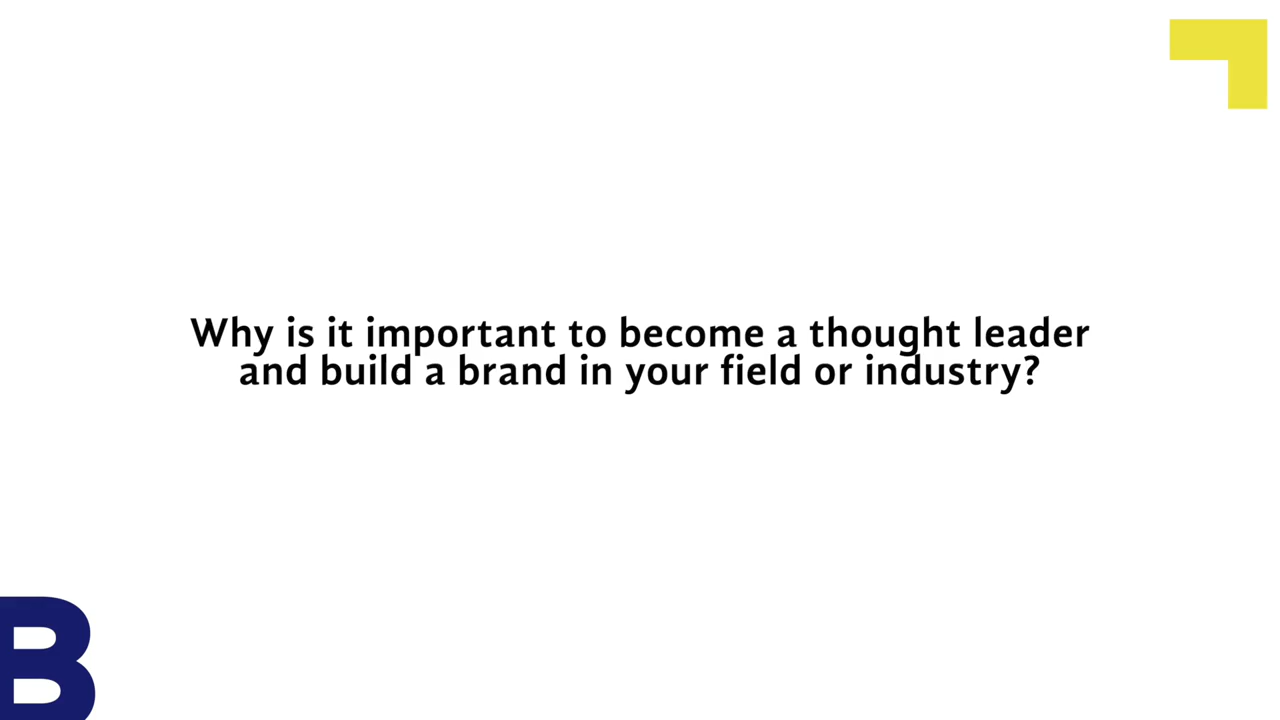 Why is it important to become a thought leader
and build a brand in your field or industry?
B